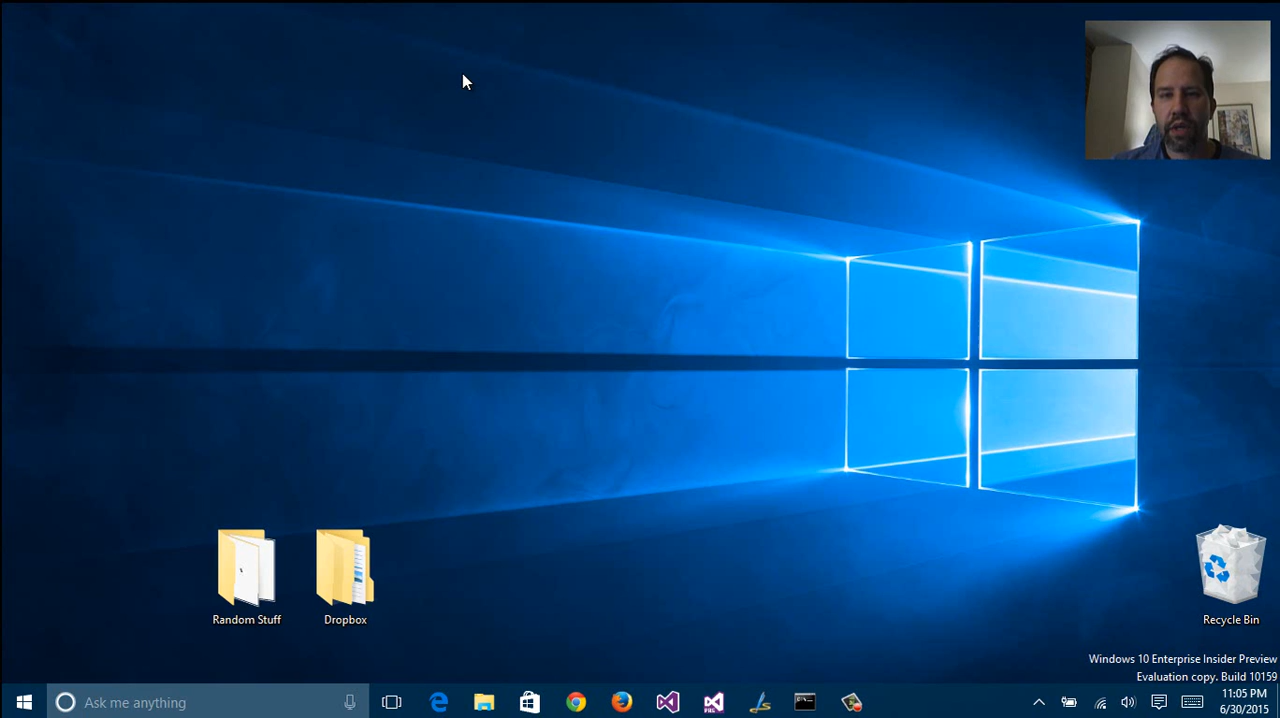 Random Stuff
Dropbox
Recycle Bin
Windows 10 Enterprise Insider Preview
Evaluation copy. Build 10159
Ask me anything
PRE
11:05 PM
6/30/2015